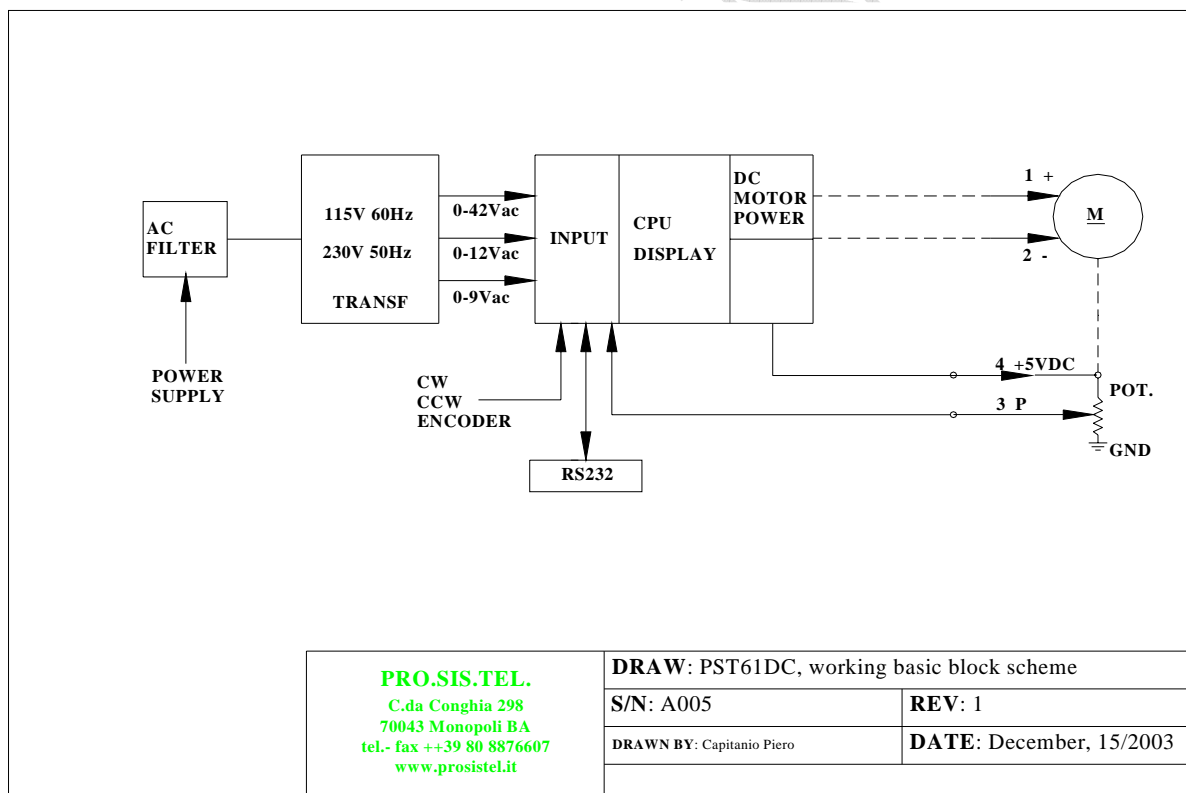 AC
FILTER
POWER
SUPPLY
115V 60Hz
230V 50Hz
TRANSF
0-42Vac
0-12Vac
0-9Vac
INPUT
CPU
DISPLAY
DC
MOTOR
POWER
CW
CCW
ENCODER
RS232
1 +
M
2 -
4 +5VDC
POT.
3 P
GND
PRO.SIS.TEL.
C.da Conghia 298
70043 Monopoli BA
tel.- fax ++39 80 8876607
www.prosistel.it
DRAW: PST61DC, working basic block scheme
S/N: A005
REV: 1
DRAWN BY: Capitanio Piero
DATE: December, 15/2003